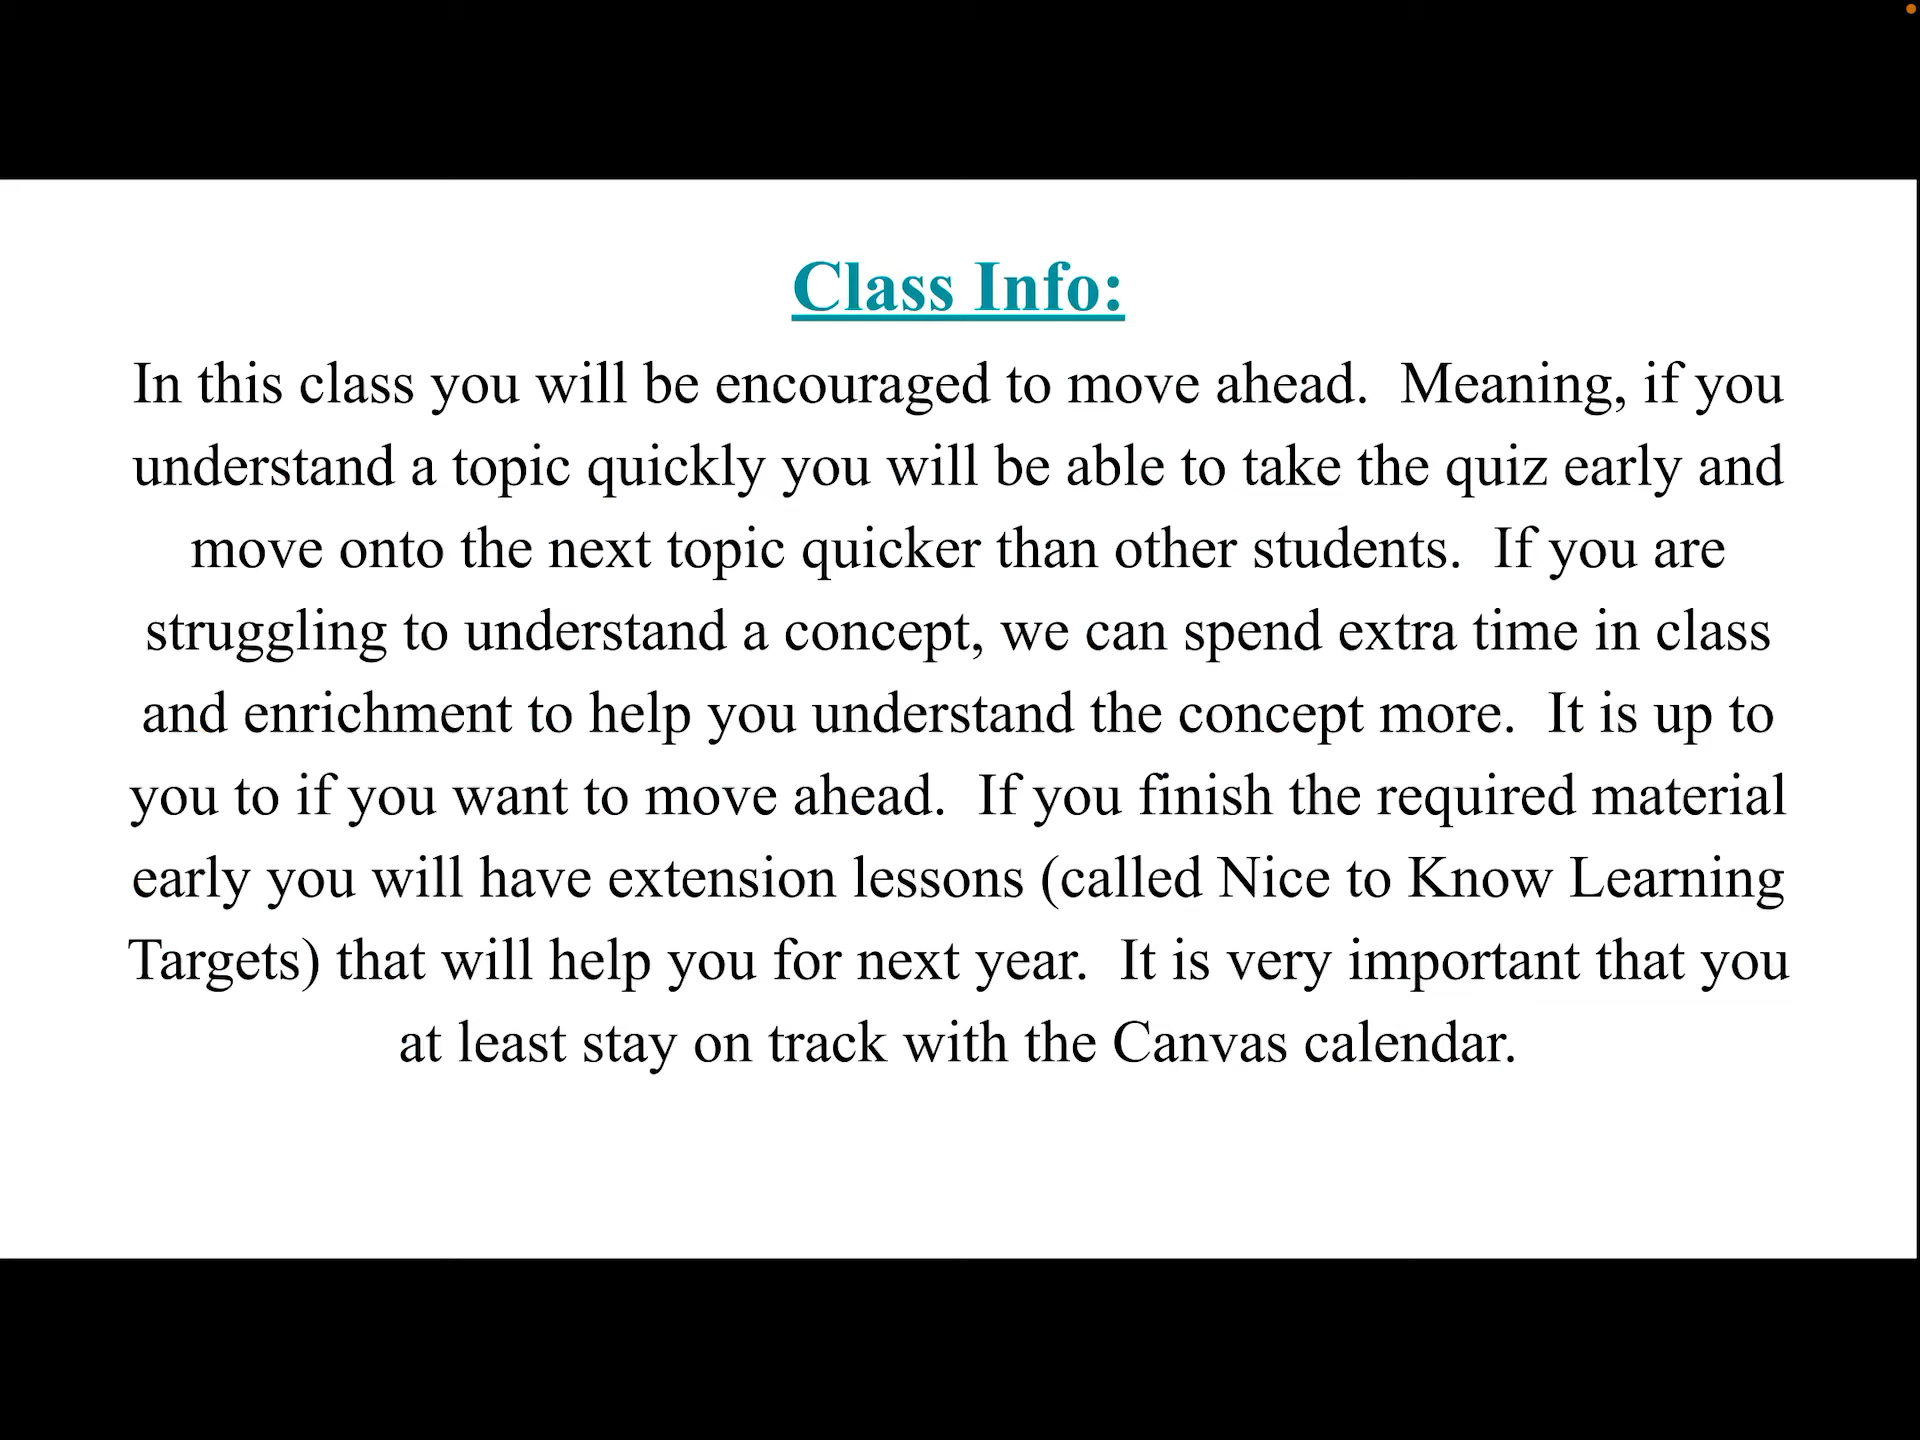 Class Info:
In this class you will be encouraged to move ahead.  Meaning, if you
understand a topic quickly you will be able to take the quiz early and
move onto the next topic quicker than other students.  If you are
struggling to understand a concept, we can spend extra time in class
and enrichment to help you understand the concept more.  It is up to
you to if you want to move ahead.  If you finish the required material
early you will have extension lessons (called Nice to Know Learning
Targets) that will help you for next year.  It is very important that you
at least stay on track with the Canvas calendar.